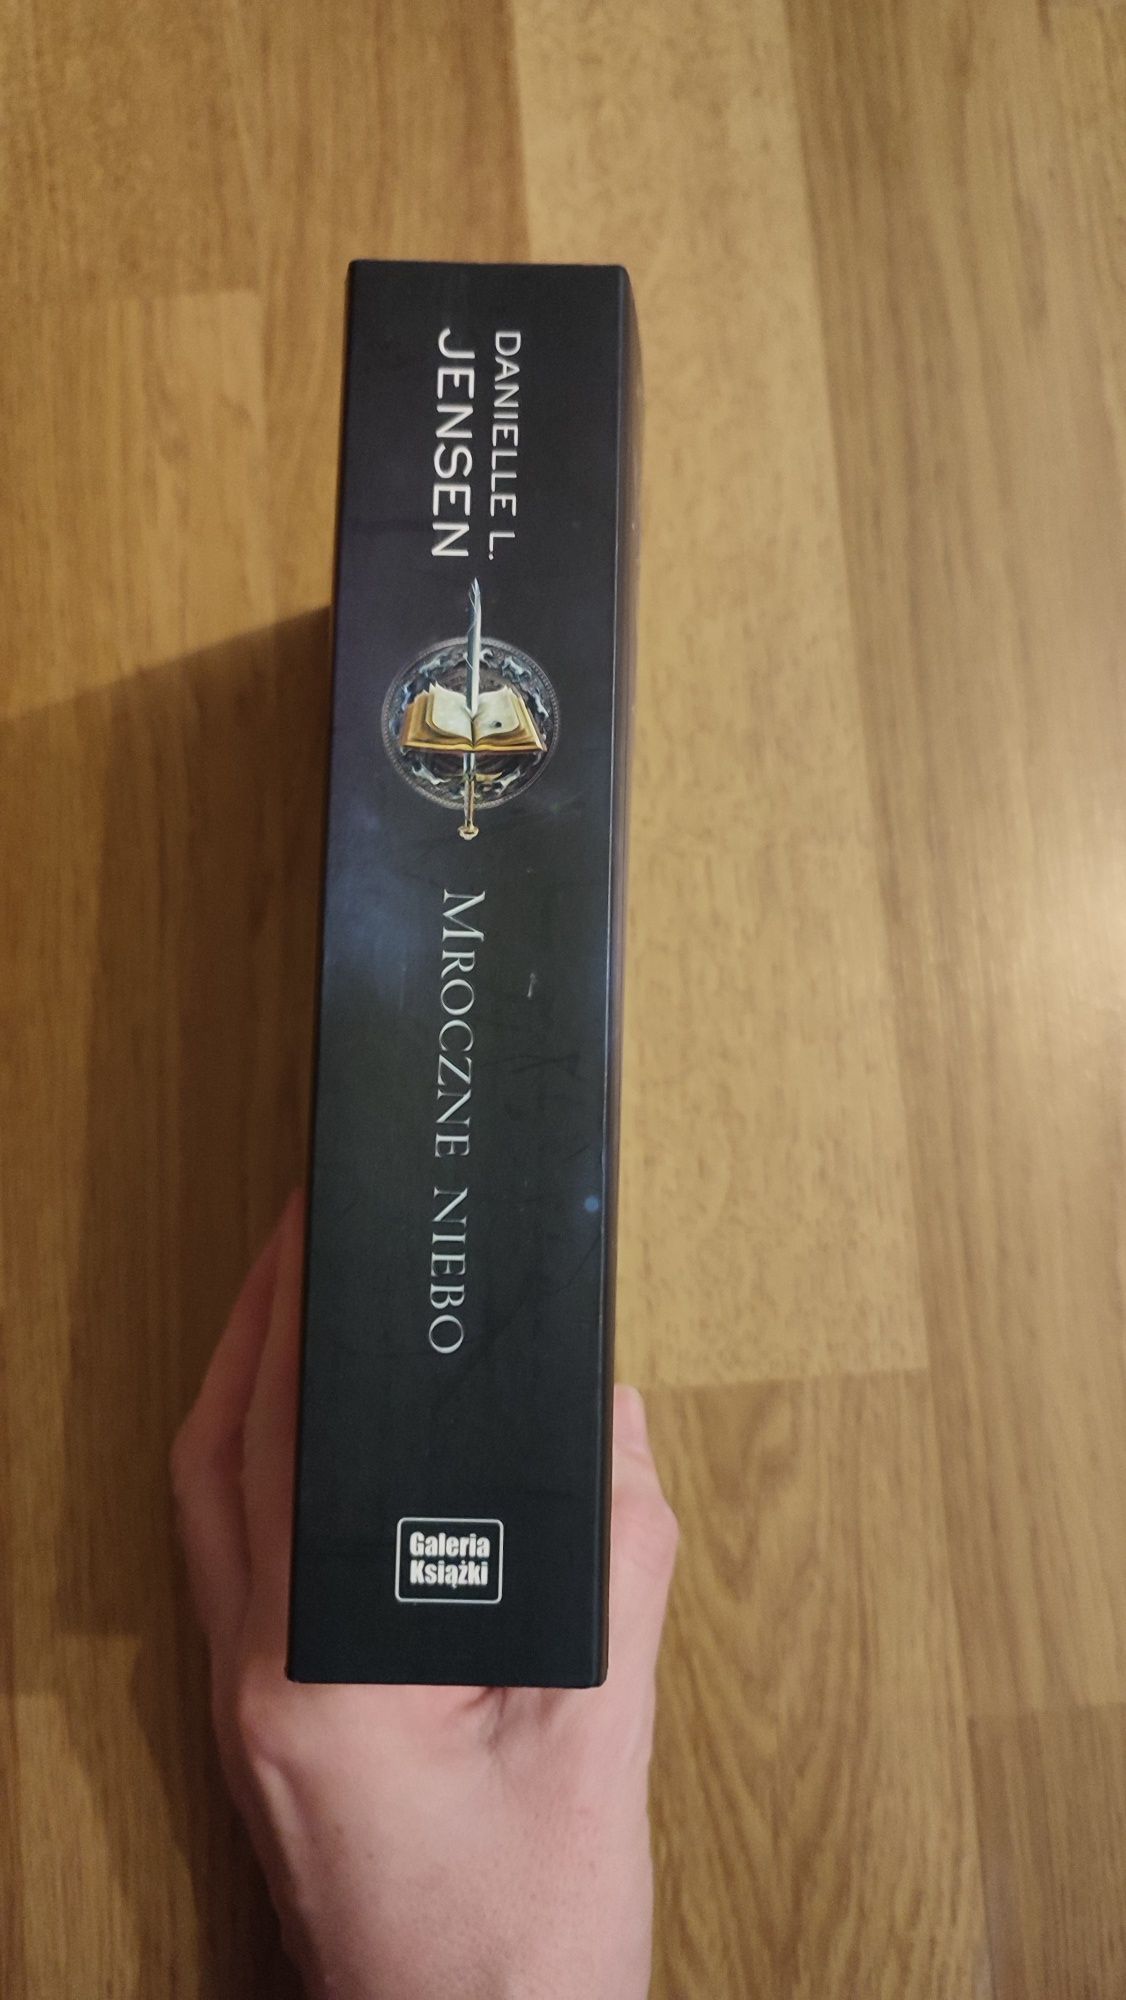 DANIELLE L.
JENSEN
MROCZNE NIEBO
Galeria
Książki